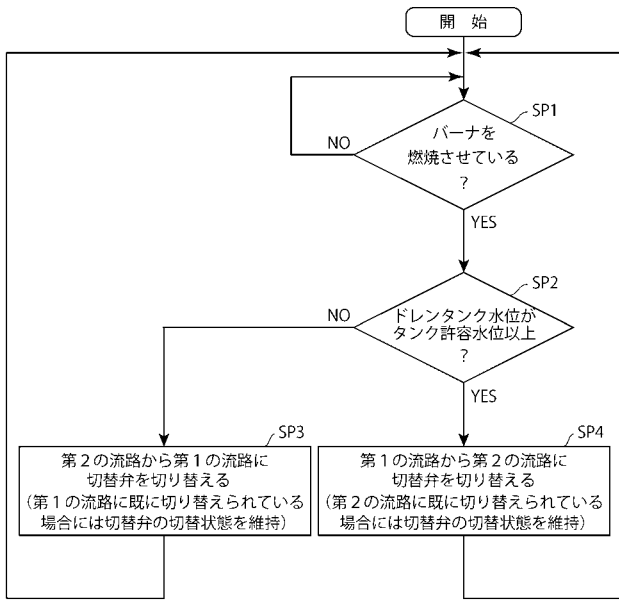 開　始
SP1
バーナを
燃焼させている
？
NO
YES
SP2
ドレンタンク水位が
タンク許容水位以上
？
NO
YES
SP3
第２の流路から第１の流路に
切替弁を切り替える
（第１の流路に既に切り替えられている
場合には切替弁の切替状態を維持）
SP4
第１の流路から第２の流路に
切替弁を切り替える
（第２の流路に既に切り替えられている
場合には切替弁の切替状態を維持）